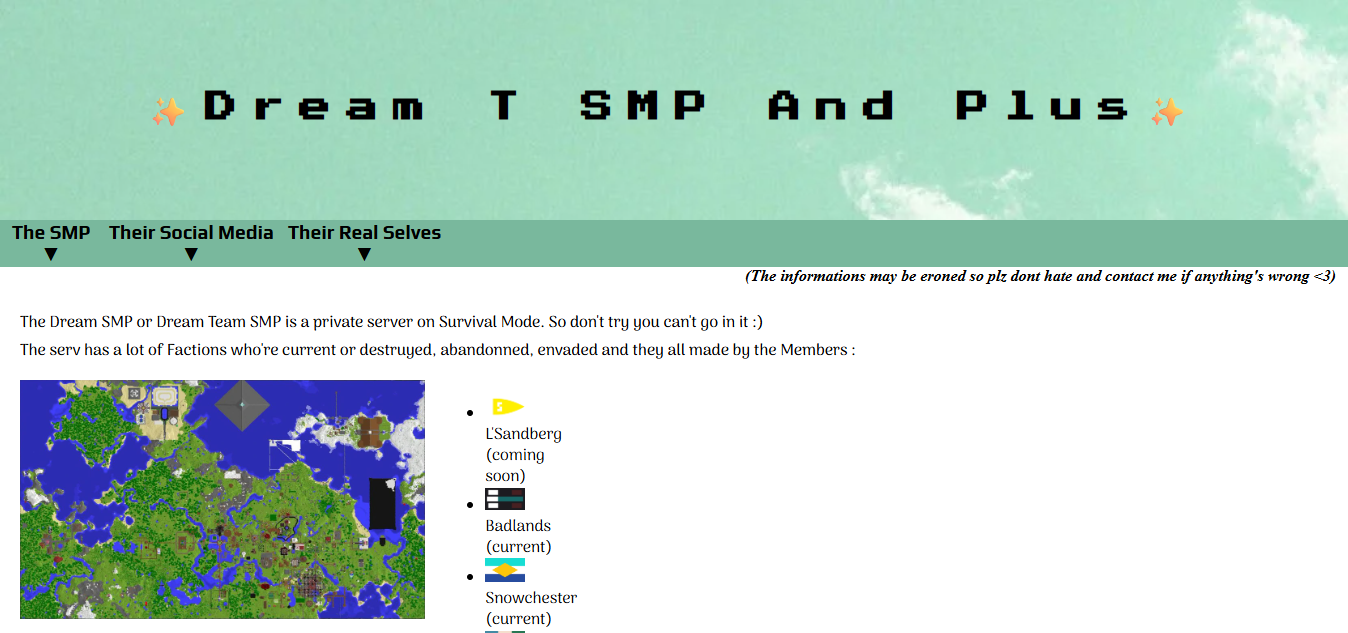 ✨Dream T SMP And Plus✨
The SMP Their Social Media Their Real Selves
▼ ▼ ▼
(The informations may be eroned so plz dont hate and contact me if anything's wrong <3)
The Dream SMP or Dream Team SMP is a private server on Survival Mode. So don't try you can't go in it :)
The serv has a lot of Factions who're current or destruyed, abandonned, envaded and they all made by the Members :
S
L'Sandberg
(coming
soon)
Badlands
(current)
Snowchester
(current)